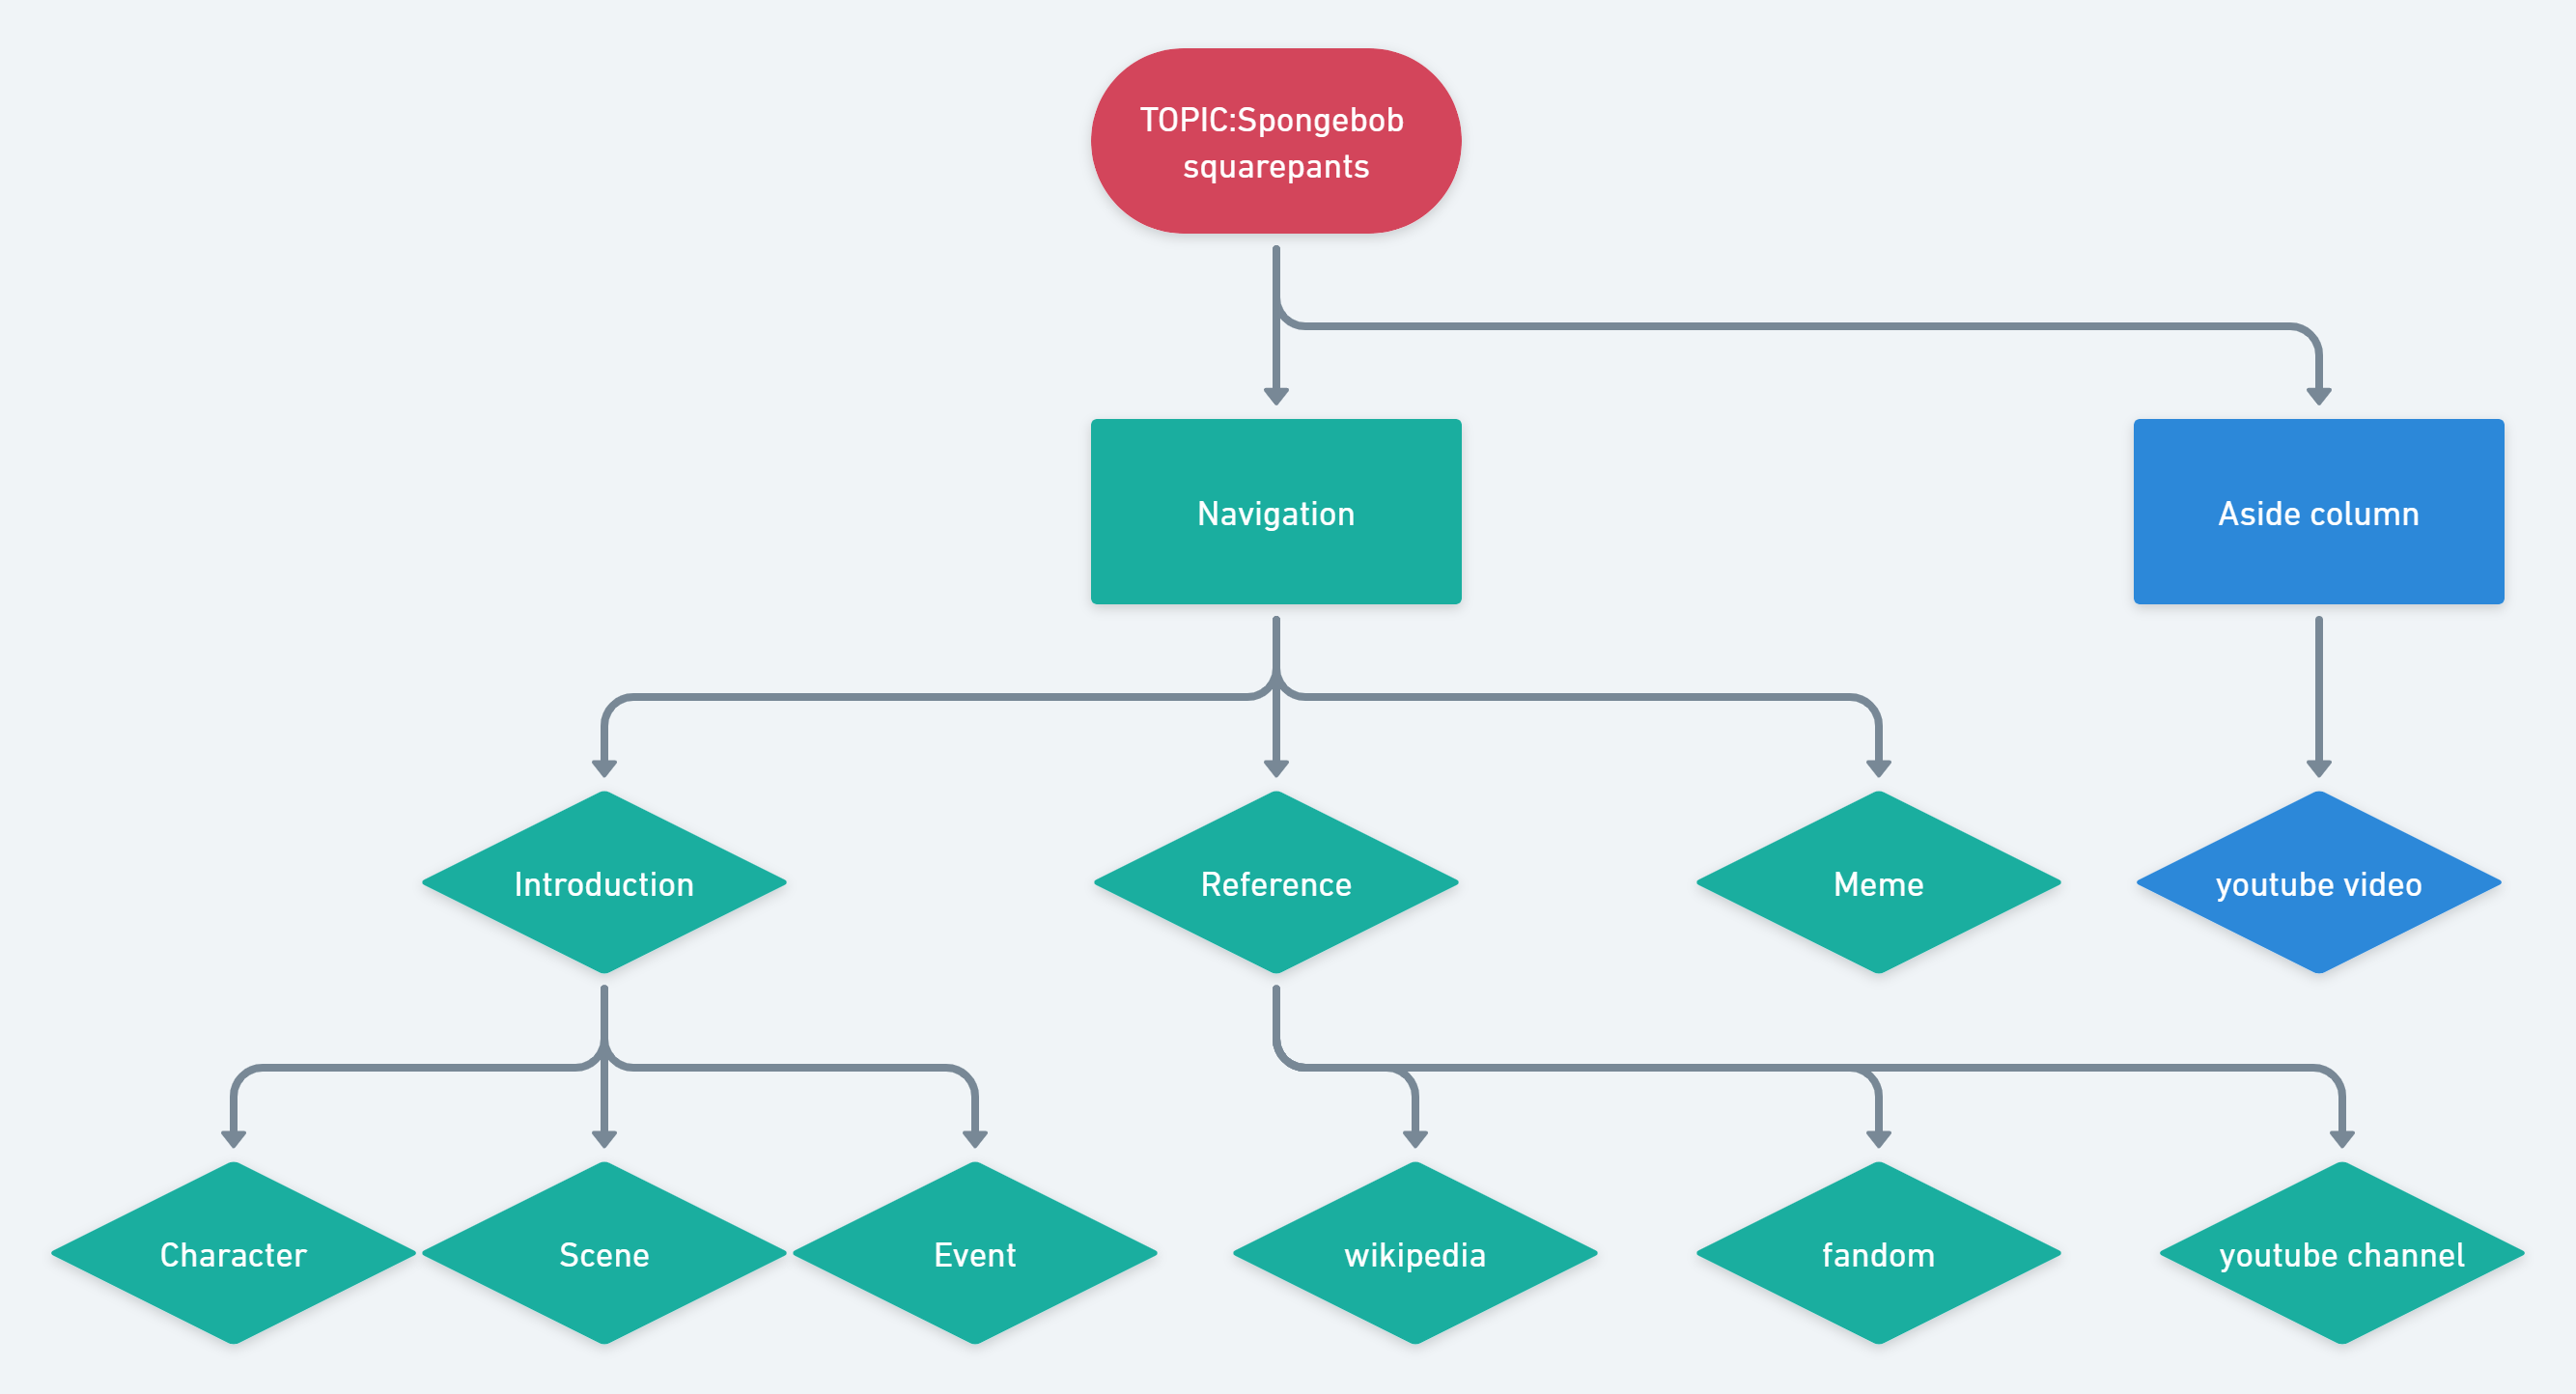 TOPIC:Spongebob
squarepants
Navigation
Aside column
Introduction
Reference
Meme
youtube video
Character
Scene
Event
wikipedia
fandom
youtube channel